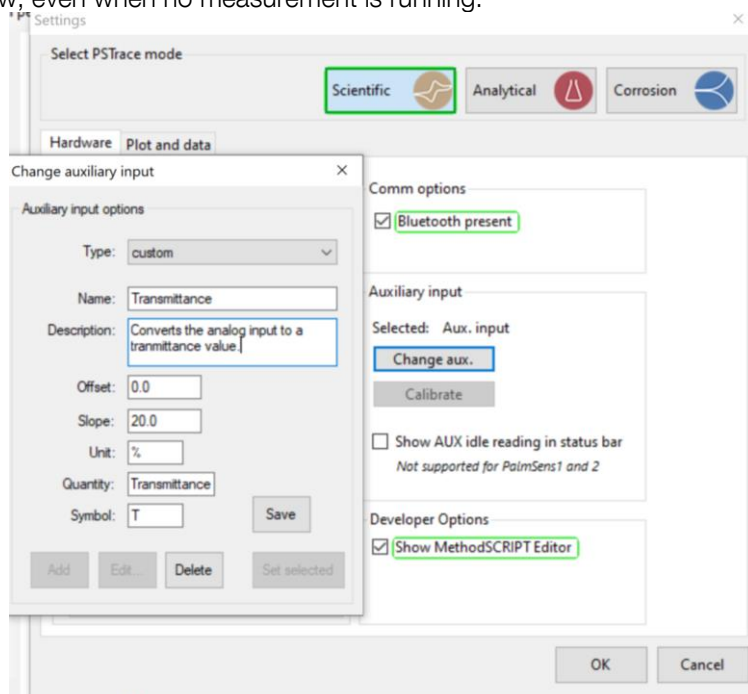 w, even when no measurement is running.
Settings
Select PSTrace mode
Scientific
Analytical
Corrosion
Hardware
Plot and data
Change auxiliary input
Auxiliary input options
Type: custom
Name: Transmittance
Description: Converts the analog input to a
tranmittance value.
Offset: 0.0
Slope: 20.0
Unit: %
Quantity: Transmittance
Symbol: T
Save
Add
Edit...
Delete
Set selected
Comm options
Bluetooth present
Auxiliary input
Selected: Aux. input
Change aux.
Calibrate
Show AUX idle reading in status bar
Not supported for PalmSens1 and 2
Developer Options
Show MethodSCRIPT Editor
OK
Cancel